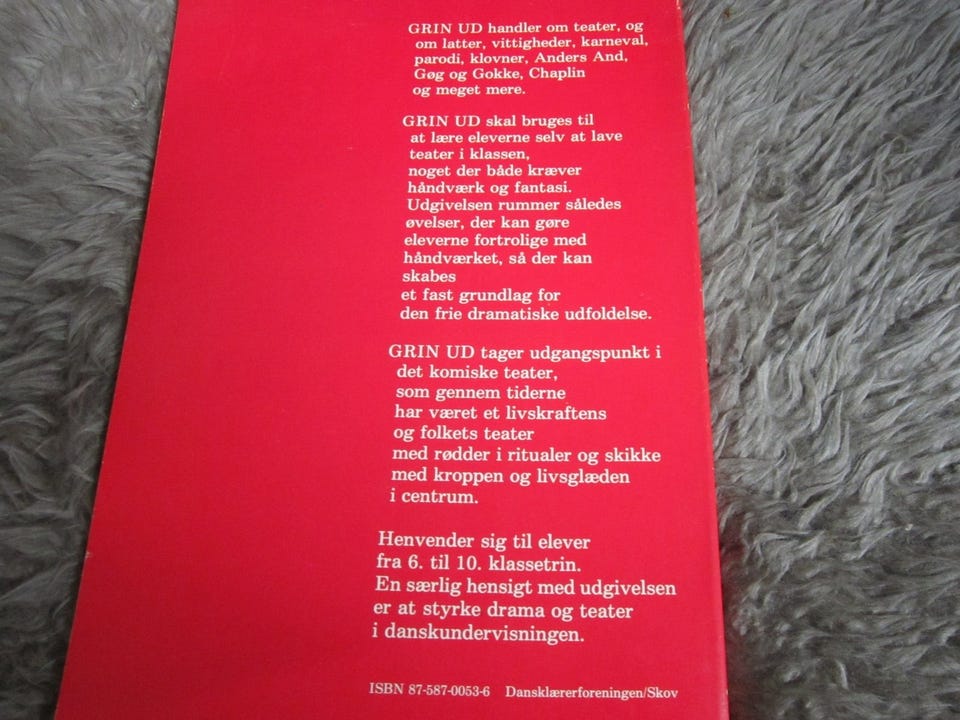 GRIN UD handler om teater, og
om latter, vittigheder, karneval,
parodi, klovner, Anders And,
Gøg og Gokke, Chaplin
og meget mere.
GRIN UD skal bruges til
at lære eleverne selv at lave
teater i klassen,
noget der både kræver
håndværk og fantasi.
Udgivelsen rummer således
øvelser, der kan gøre
eleverne fortrolige med
håndværket, så der kan
skabes
et fast grundlag for
den frie dramatiske udfoldelse.
GRIN UD tager udgangspunkt i
det komiske teater,
som gennem tiderne
har været et livskraftens
og folkets teater
med rødder i ritualer og skikke
med kroppen og livsglæden
i centrum.
Henvender sig til elever
fra 6. til 10. klassetrin.
En særlig hensigt med udgivelsen
er at styrke drama og teater
i danskundervisningen.
ISBN 87-587-0053-6 Dansklærerforeningen/Skov